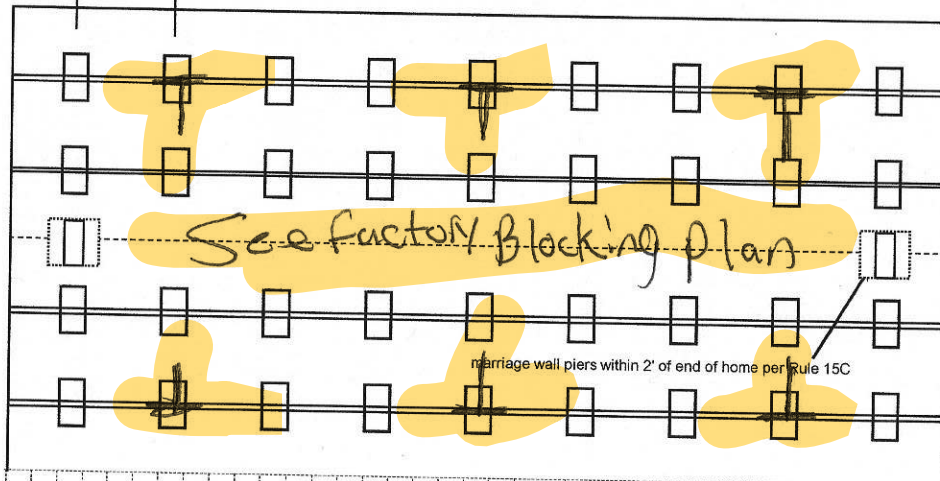 See factory Blocking plan
marriage wall piers within 2' of end of home per Rule 15C